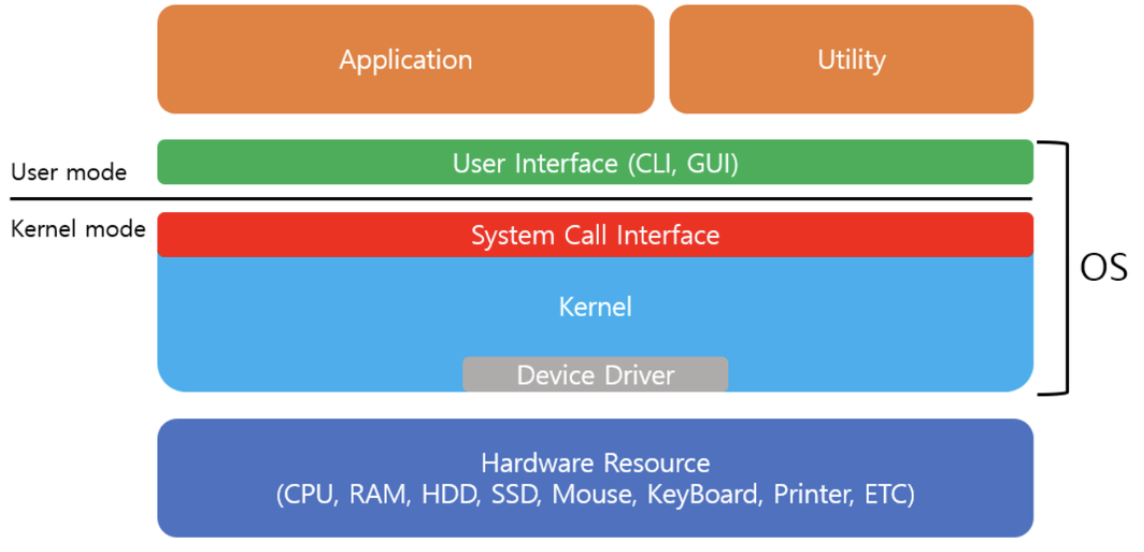 Application
Utility
User mode
User Interface (CLI, GUI)
Kernel mode
System Call Interface
OS
Kernel
Device Driver
Hardware Resource
(CPU, RAM, HDD, SSD, Mouse, KeyBoard, Printer, ETC)